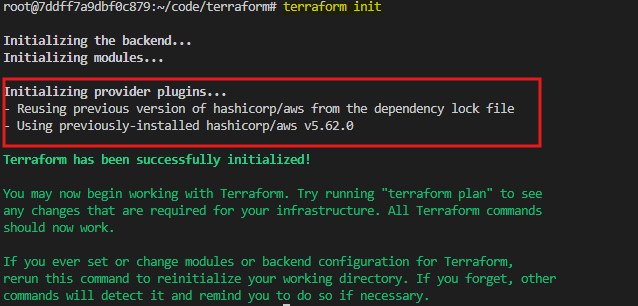 root@7ddff7a9dbf0c879:~/code/terraform# terraform init
Initializing the backend...
Initializing modules...
Initializing provider plugins...
- Reusing previous version of hashicorp/aws from the dependency lock file
- Using previously-installed hashicorp/aws v5.62.0
Terraform has been successfully initialized!
You may now begin working with Terraform. Try running "terraform plan" to see
any changes that are required for your infrastructure. All Terraform commands
should now work.
If you ever set or change modules or backend configuration for Terraform,
rerun this command to reinitialize your working directory. If you forget, other
commands will detect it and remind you to do so if necessary.